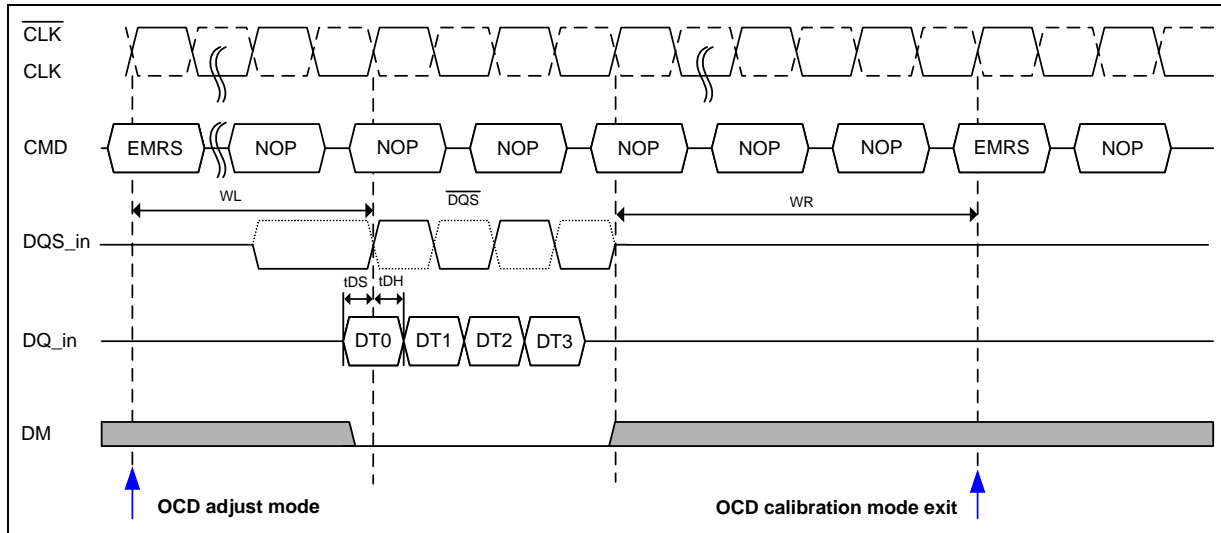 CLK
CLK
CMD EMRS NOP NOP NOP NOP NOP NOP EMRS NOP
WL DQS WR
DQS_in
tDS tDH
DQ_in DT0 DT1 DT2 DT3
DM
OCD adjust mode OCD calibration mode exit